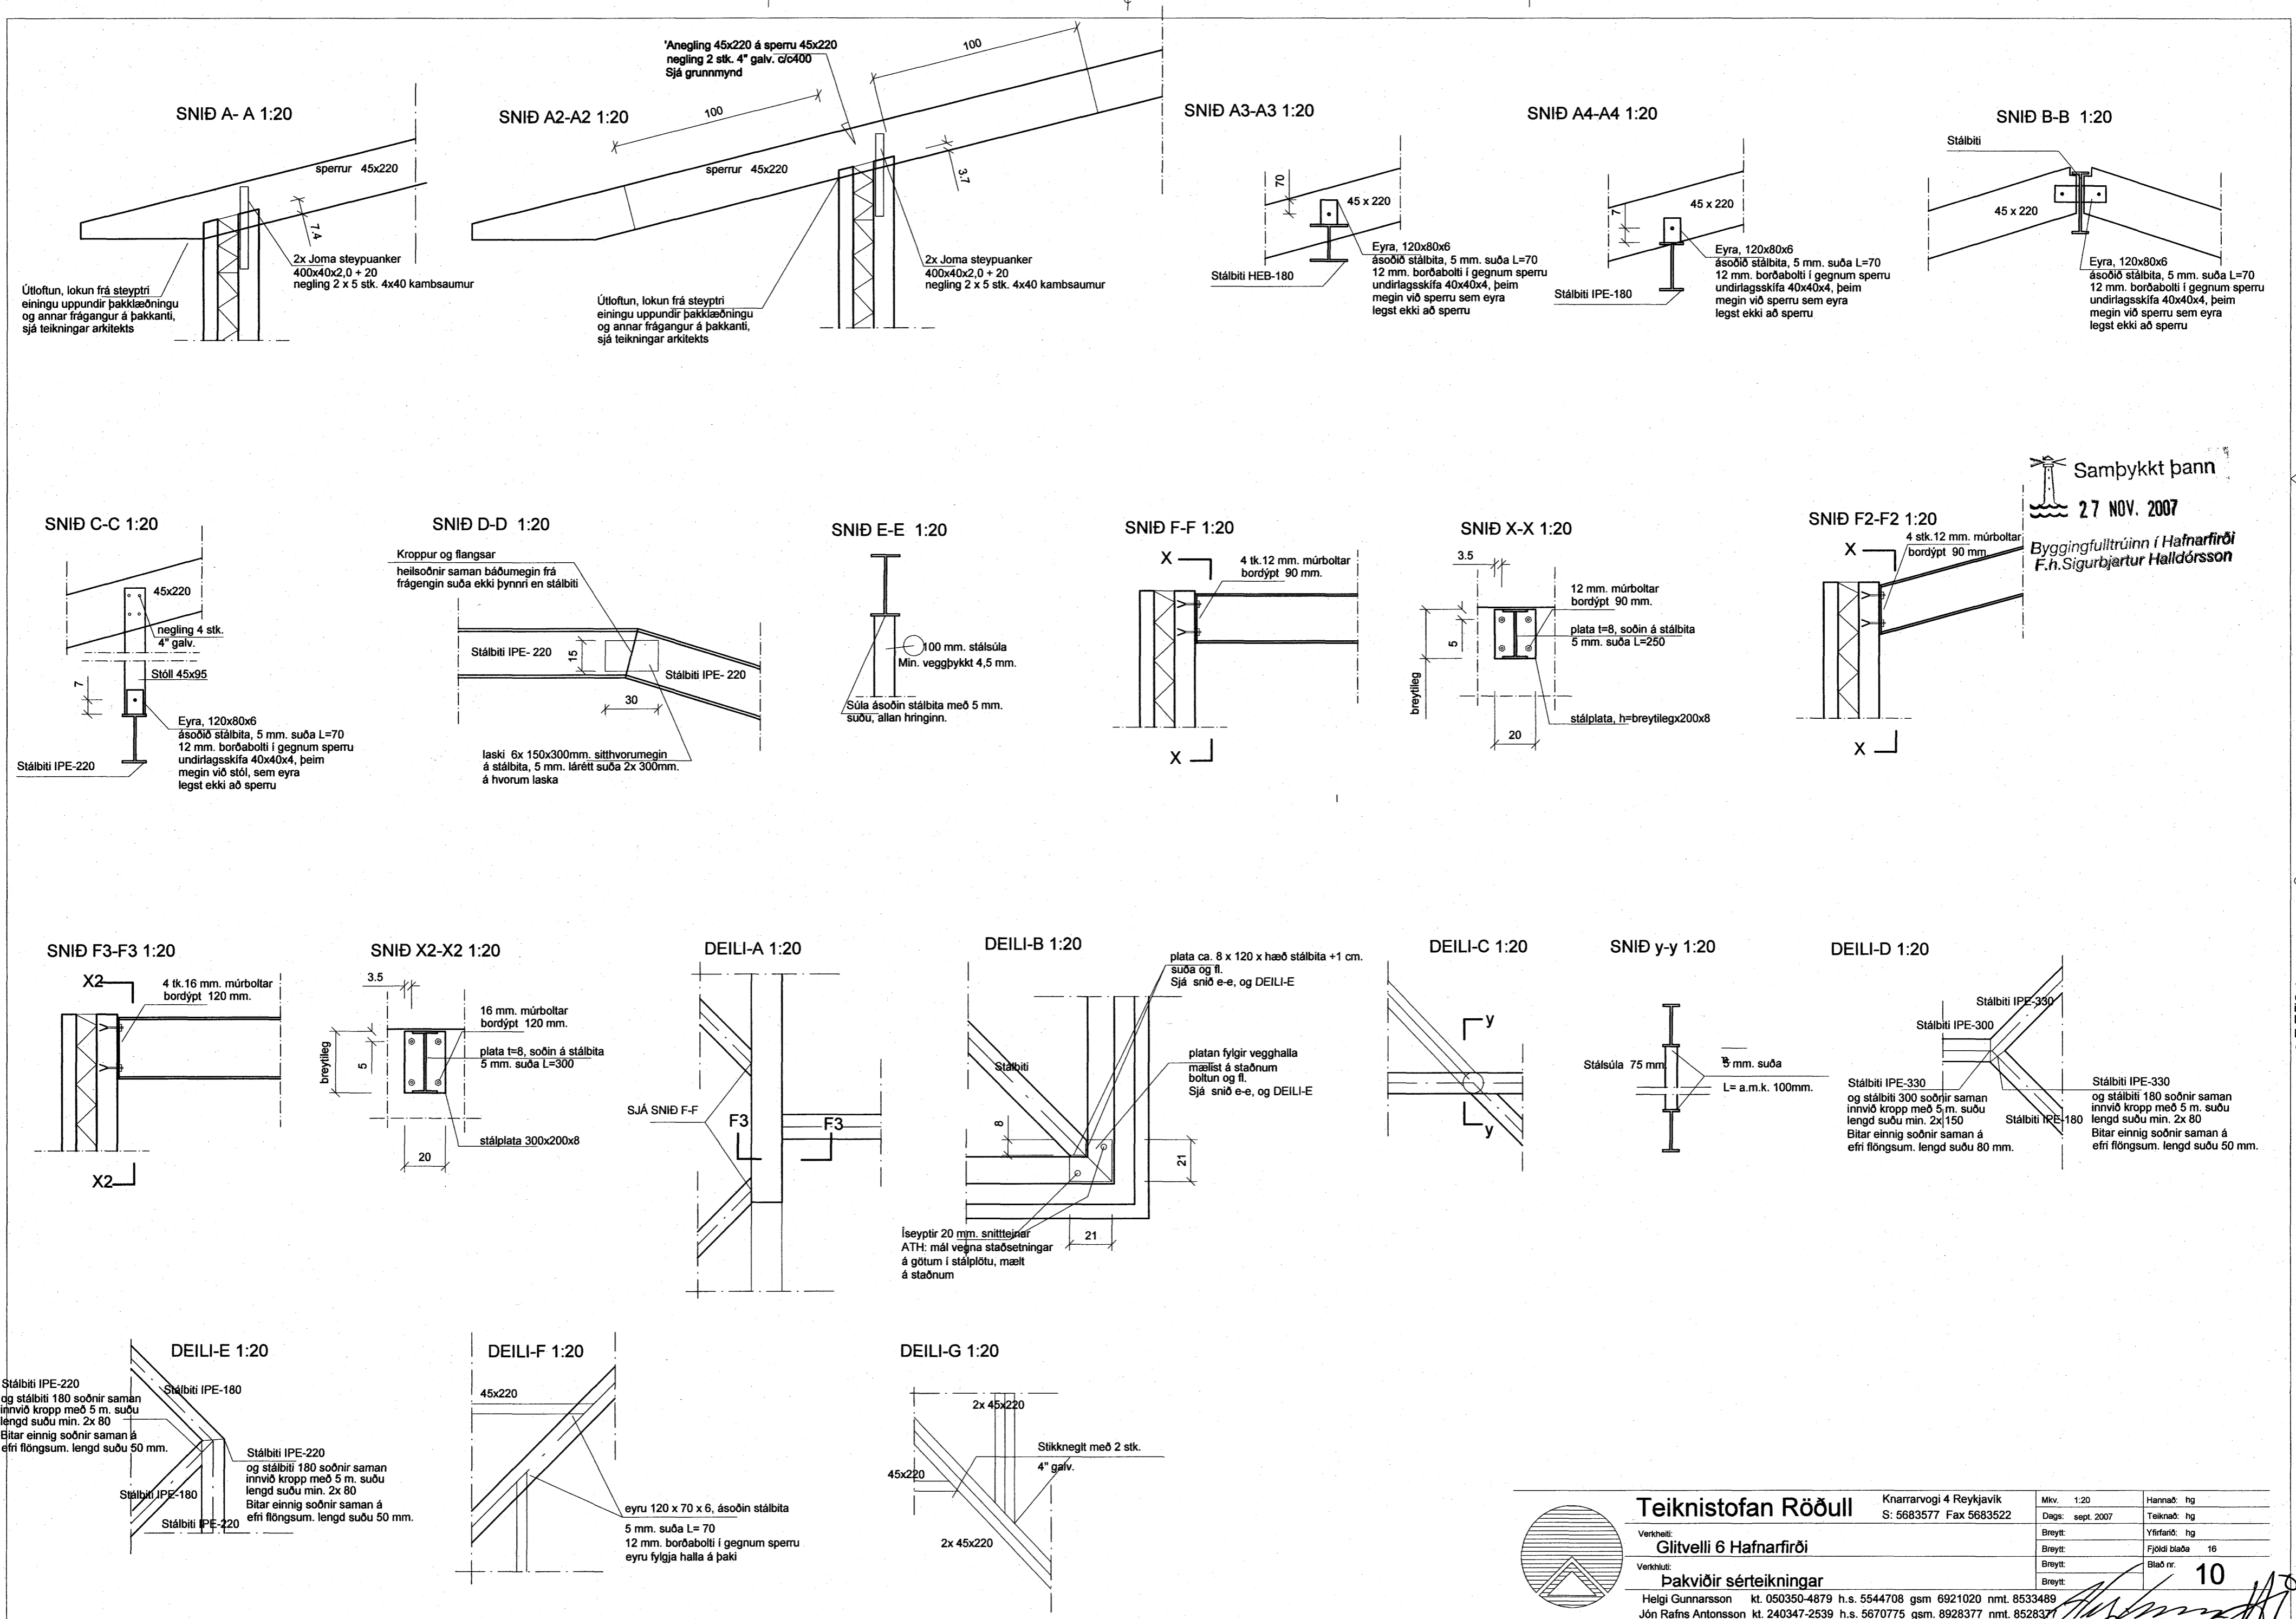 'Anegling 45x220 á sperru 45x220
negling 2 stk. 4" galv. c/c400
Sjá grunnmynd
SNIÐ A- A 1:20
sperrur 45x220
7.4
2x Joma steypuanker
400x40x2,0 + 20
negling 2 x 5 stk. 4x40 kambsaumur
Útloftun, lokun frá steyptri
einingu uppundir þakklæðningu
og annar frágangur á þakkanti,
sjá teikningar arkitekts
SNIÐ A2-A2 1:20
100
100
sperrur 45x220
3.7
2x Joma steypuanker
400x40x2,0 + 20
negling 2 x 5 stk. 4x40 kambsaumur
Útloftun, lokun frá steyptri
einingu uppundir þakklæðningu
og annar frágangur á þakkanti,
sjá teikningar arkitekts
SNIÐ A3-A3 1:20
70
45 x 220
Stálbiti HEB-180
Eyra, 120x80x6
ásoðið stálbita, 5 mm. suða L=70
12 mm. borðabolti í gegnum sperru
undirlagsskífa 40x40x4, þeim
megin við sperru sem eyra
legst ekki að sperru
SNIÐ A4-A4 1:20
7
45 x 220
Stálbiti IPE-180
Eyra, 120x80x6
ásoðið stálbita, 5 mm. suða L=70
12 mm. borðabolti í gegnum sperru
undirlagsskífa 40x40x4, þeim
megin við sperru sem eyra
legst ekki að sperru
SNIÐ B-B 1:20
Stálbiti
45 x 220
Eyra, 120x80x6
ásoðið stálbita, 5 mm. suða L=70
12 mm. borðabolti í gegnum sperru
undirlagsskífa 40x40x4, þeim
megin við sperru sem eyra
legst ekki að sperru
Samþykkt þann
27 NOV. 2007
Byggingfulltrúinn í Hafnarfirði
F.h.Sigurbjartur Halldórsson
SNIÐ C-C 1:20
45x220
negling 4 stk.
4" galv.
Stóll 45x95
7
Stálbiti IPE-220
Eyra, 120x80x6
ásoðið stálbita, 5 mm. suða L=70
12 mm. borðabolti í gegnum sperru
undirlagsskífa 40x40x4, þeim
megin við stól, sem eyra
legst ekki að sperru
SNIÐ D-D 1:20
Kroppur og flangsar
heilsoðnir saman báðumegin frá
frágengin suða ekki þynnri en stálbiti
Stálbiti IPE- 220
15
Stálbiti IPE- 220
30
laski 6x 150x300mm. sitthvorumegin
á stálbita, 5 mm. lárétt suða 2x 300mm.
á hvorum laska
SNIÐ E-E 1:20
100 mm. stálsúla
Min. veggþykkt 4,5 mm.
Súla ásoðin stálbita með 5 mm.
suðu, allan hringinn.
SNIÐ F-F 1:20
X
4 tk.12 mm. múrboltar
bordýpt 90 mm.
X
SNIÐ X-X 1:20
3.5
12 mm. múrboltar
bordýpt 90 mm.
5
breytileg
plata t=8, soðin á stálbita
5 mm. suða L=250
stálplata, h=breytilegx200x8
20
SNIÐ F2-F2 1:20
4 stk.12 mm. múrboltar
bordýpt 90 mm.
X
X
SNIÐ F3-F3 1:20
X2
4 tk.16 mm. múrboltar
bordýpt 120 mm.
X2
SNIÐ X2-X2 1:20
3.5
16 mm. múrboltar
bordýpt 120 mm.
breytileg
5
plata t=8, soðin á stálbita
5 mm. suða L=300
stálplata 300x200x8
20
DEILI-A 1:20
SJÁ SNIÐ F-F
F3
F3
DEILI-B 1:20
plata ca. 8 x 120 x hæð stálbita +1 cm.
suða og fl.
Sjá snið e-e, og DEILI-E
Stálbiti
platan fylgir vegghalla
mælist á staðnum
boltun og fl.
Sjá snið e-e, og DEILI-E
8
21
21
Íseyptir 20 mm. snittteinar
ATH: mál vegna staðsetningar
á götum í stálplötu, mælt
á staðnum
DEILI-C 1:20
y
y
SNIÐ y-y 1:20
Stálsúla 75 mm
5 mm. suða
L= a.m.k. 100mm.
DEILI-D 1:20
Stálbiti IPE-330
Stálbiti IPE-300
Stálbiti IPE-330
og stálbiti 300 soðnir saman
innvið kropp með 5 m. suðu
lengd suðu min. 2x 150
Bitar einnig soðnir saman á
efri flöngsum. lengd suðu 80 mm.
Stálbiti IPE-180
Stálbiti IPE-330
og stálbiti 180 soðnir saman
innvið kropp með 5 m. suðu
lengd suðu min. 2x 80
Bitar einnig soðnir saman á
efri flöngsum. lengd suðu 50 mm.
DEILI-E 1:20
Stálbiti IPE-220
og stálbiti 180 soðnir saman
innvið kropp með 5 m. suðu
lengd suðu min. 2x 80
Bitar einnig soðnir saman á
efri flöngsum. lengd suðu 50 mm.
Stálbiti IPE-180
Stálbiti IPE-180
Stálbiti IPE-220
Stálbiti IPE-220
og stálbiti 180 soðnir saman
innvið kropp með 5 m. suðu
lengd suðu min. 2x 80
Bitar einnig soðnir saman á
efri flöngsum. lengd suðu 50 mm.
DEILI-F 1:20
45x220
eyru 120 x 70 x 6, ásoðin stálbita
5 mm. suða L= 70
12 mm. borðabolti í gegnum sperru
eyru fylgja halla á þaki
DEILI-G 1:20
2x 45x220
Stikkneglt með 2 stk.
4" galv.
45x220
2x 45x220
Teiknistofan Röðull
Knarrarvogi 4 Reykjavík
S: 5683577 Fax 5683522
Verkheiti:
Glitvelli 6 Hafnarfirði
Verkhluti:
Þakviðir sérteikningar
Mkv. 1:20
Hannað: hg
Dags: sept. 2007
Teiknað: hg
Breytt:
Yfirfarið: hg
Breytt:
Fjöldi blaða 16
Breytt:
Blað nr. 10
Breytt:
Helgi Gunnarsson kt. 050350-4879 h.s. 5544708 gsm 6921020 nmt. 8533489
Jón Rafns Antonsson kt. 240347-2539 h.s. 5670775 gsm. 8928377 nmt. 8528377